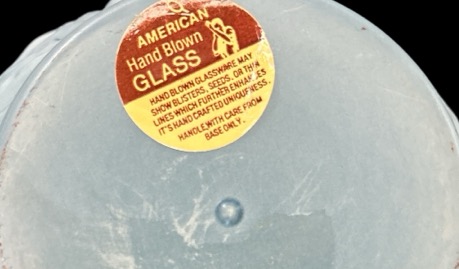 AMERICAN
Hand Blown
GLASS
HAND BLOWN GLASSWARE MAY
SHOW BLISTERS, SEEDS, OR THIN
LINES WHICH FURTHER ENHANCES
IT'S HAND CRAFTED UNIQUENESS.
HANDLE WITH CARE FROM
BASE ONLY.